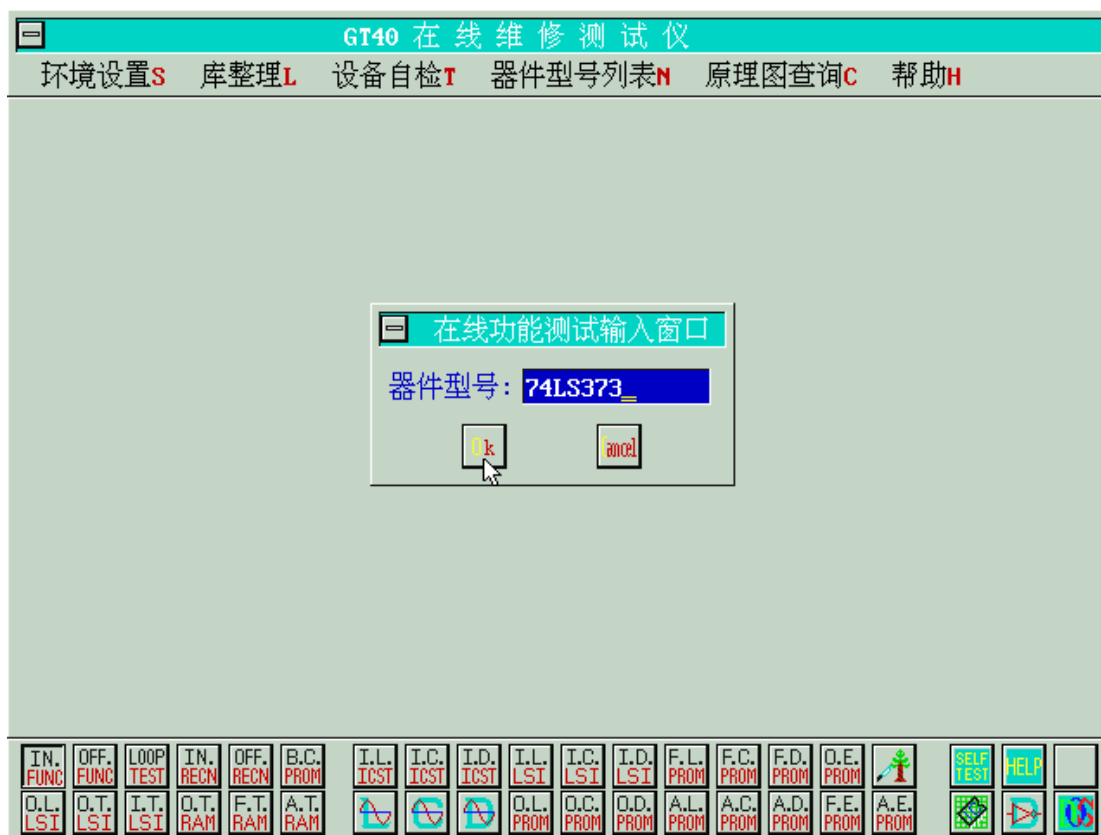 GT40 在 线 维 修 测 试 仪
环境设置S 库整理L 设备自检T 器件型号列表N 原理图查询C 帮助H
在线功能测试输入窗口
器件型号: 74LS373_
Ok Cancel
IN. FUNC OFF. FUNC LOOP TEST IN. RECN OFF. RECN B.C. PROM I.L. ICST I.C. ICST I.D. ICST I.L. LSI I.C. LSI I.D. LSI F.L. PROM F.C. PROM F.D. PROM O.E. PROM SELF TEST HELP
O.L. LSI O.T. LSI I.T. LSI O.T. RAM F.T. RAM A.T. RAM L C D O.L. PROM O.C. PROM O.D. PROM A.L. PROM A.C. PROM A.D. PROM F.E. PROM A.E. PROM